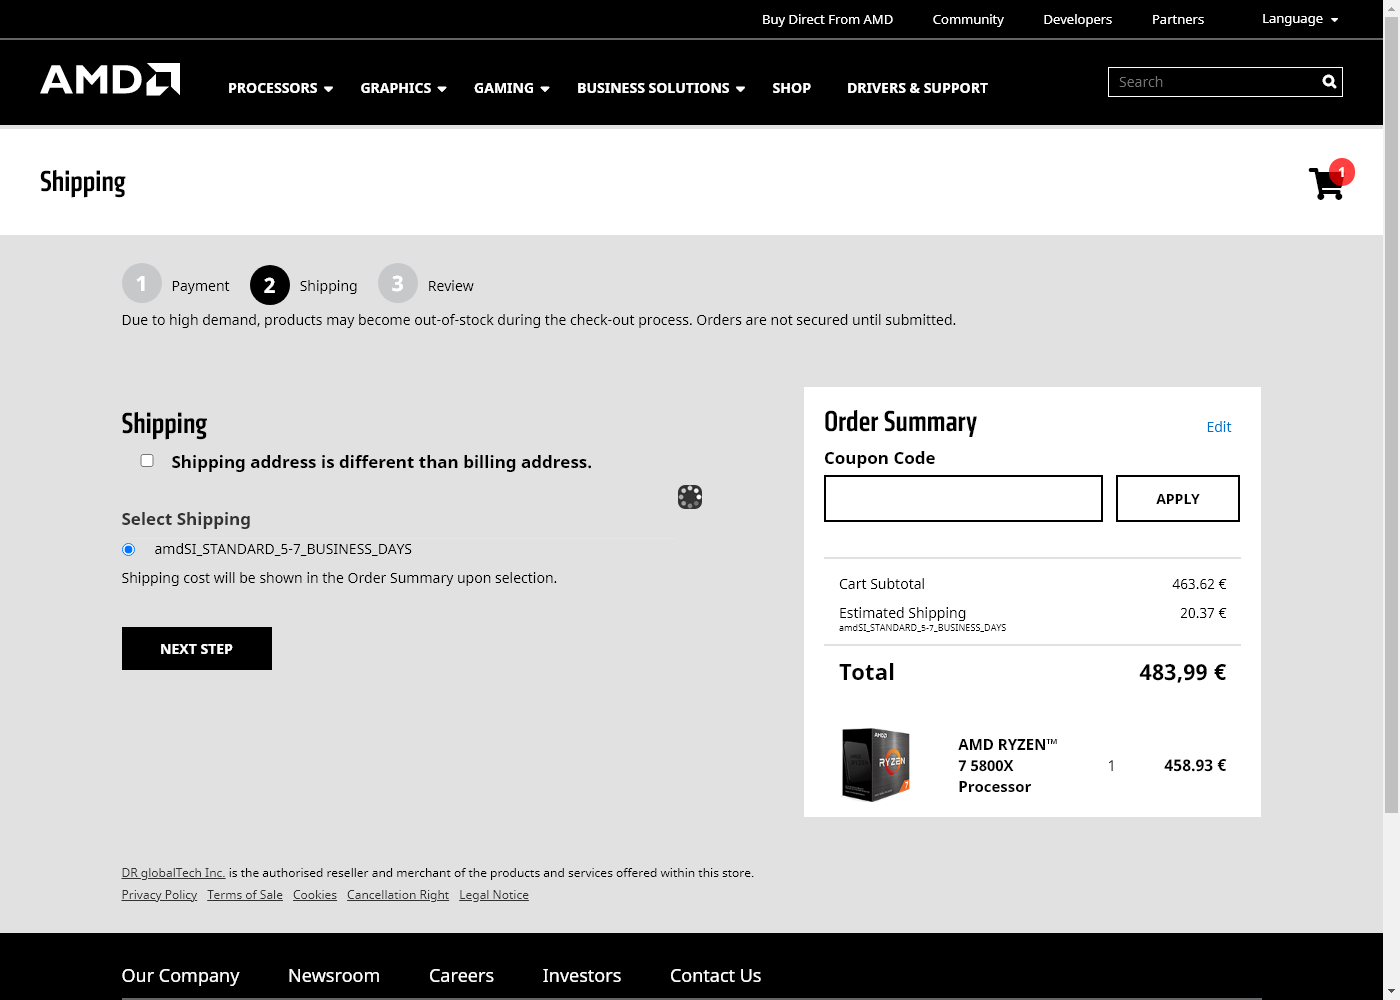 Buy Direct From AMD
Community
Developers
Partners
Language
AMD
PROCESSORS
GRAPHICS
GAMING
BUSINESS SOLUTIONS
SHOP
DRIVERS & SUPPORT
Search
Shipping
1
1 Payment
2 Shipping
3 Review
Due to high demand, products may become out-of-stock during the check-out process. Orders are not secured until submitted.
Shipping
Shipping address is different than billing address.
Select Shipping
amdSI_STANDARD_5-7_BUSINESS_DAYS
Shipping cost will be shown in the Order Summary upon selection.
NEXT STEP
Order Summary
Edit
Coupon Code
APPLY
Cart Subtotal 463.62 €
Estimated Shipping 20.37 €
amdSI_STANDARD_5-7_BUSINESS_DAYS
Total 483,99 €
AMD
RYZEN
7
AMD RYZEN™
7 5800X
Processor
1
458.93 €
DR globalTech Inc. is the authorised reseller and merchant of the products and services offered within this store.
Privacy Policy Terms of Sale Cookies Cancellation Right Legal Notice
Our Company
Newsroom
Careers
Investors
Contact Us